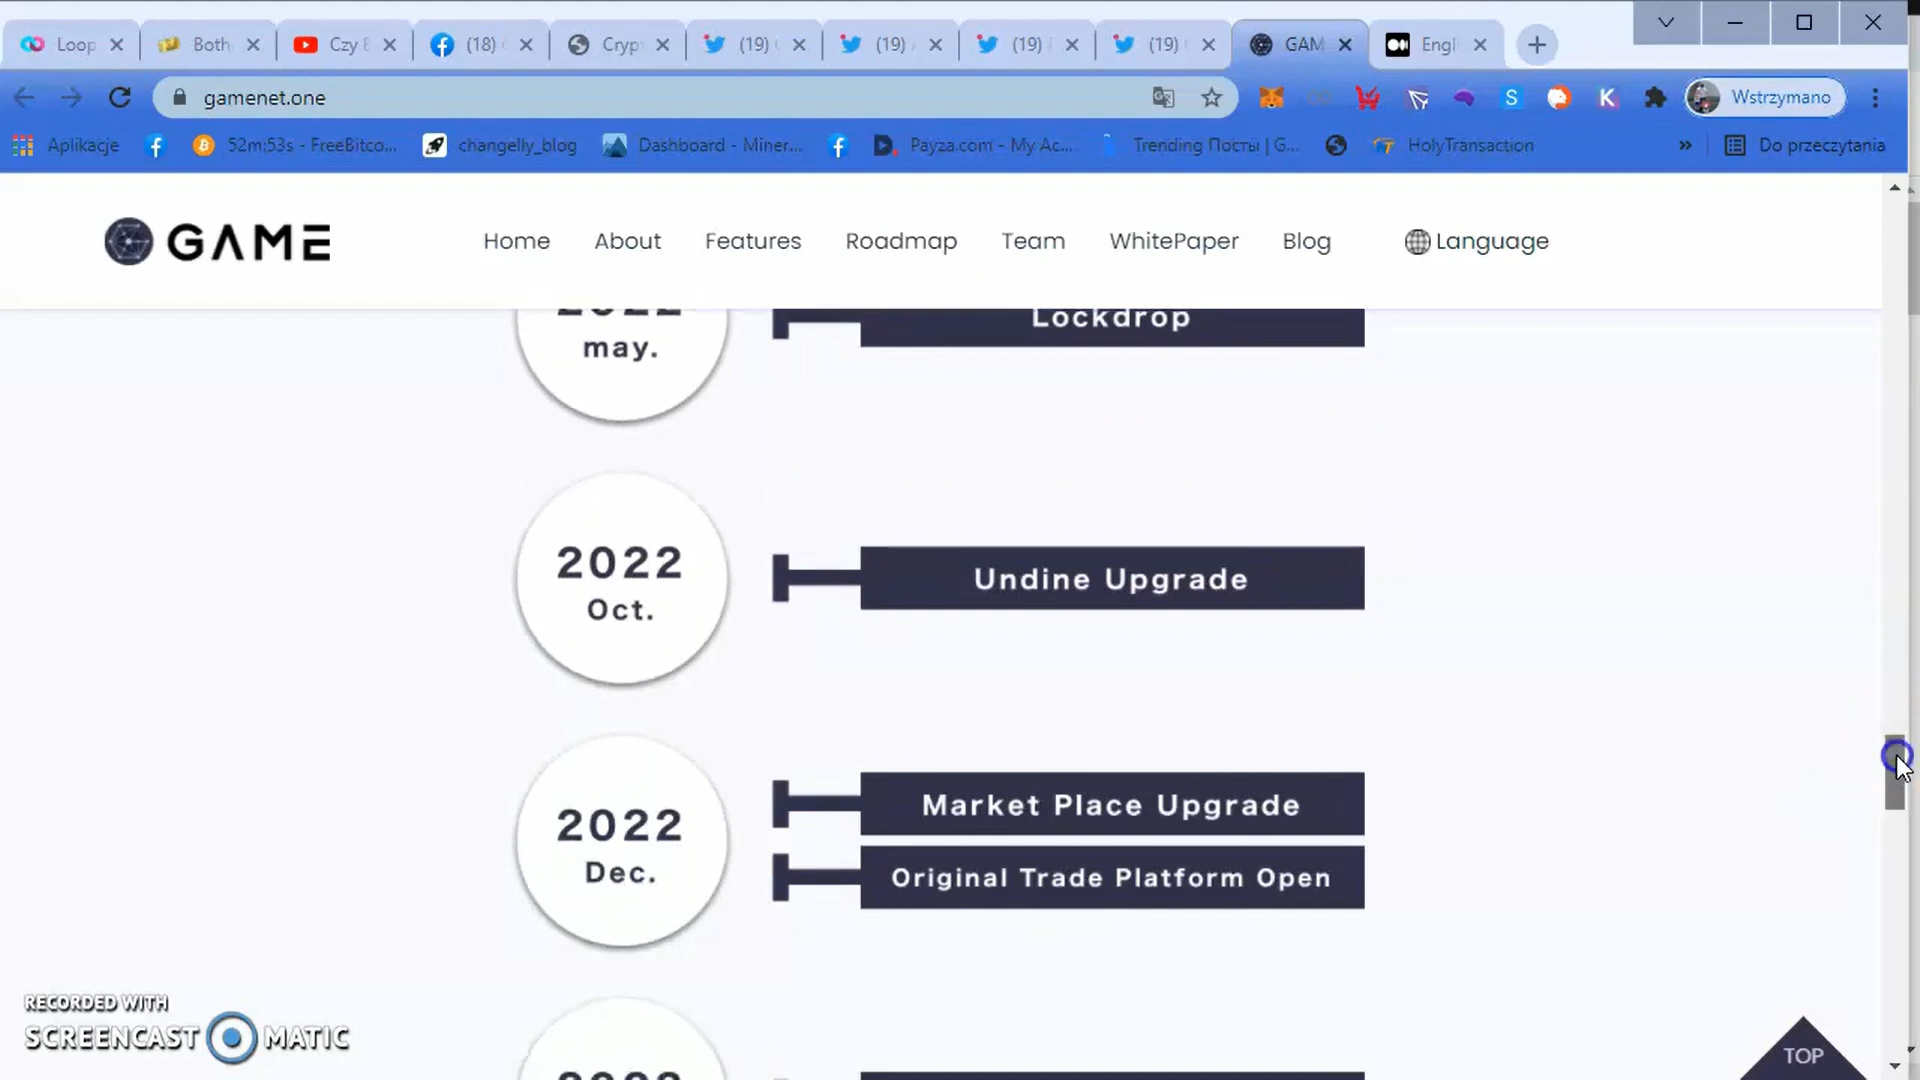 Loop
Both
Czy
(18)
Cryp
(19)
(19)
(19)
(19)
GAM
Engl
gamenet.one
Wstrzymano
Aplikacje
52m:53s - FreeBitco...
changelly_blog
Dashboard - Miner...
Payza.com - My Ac...
Trending Посты | G...
HolyTransaction
»
Do przeczytania
GAME
Home
About
Features
Roadmap
Team
WhitePaper
Blog
Language
2022
may.
Lockdrop
2022
Oct.
Undine Upgrade
2022
Dec.
Market Place Upgrade
Original Trade Platform Open
RECORDED WITH
SCREENCAST MATIC
TOP